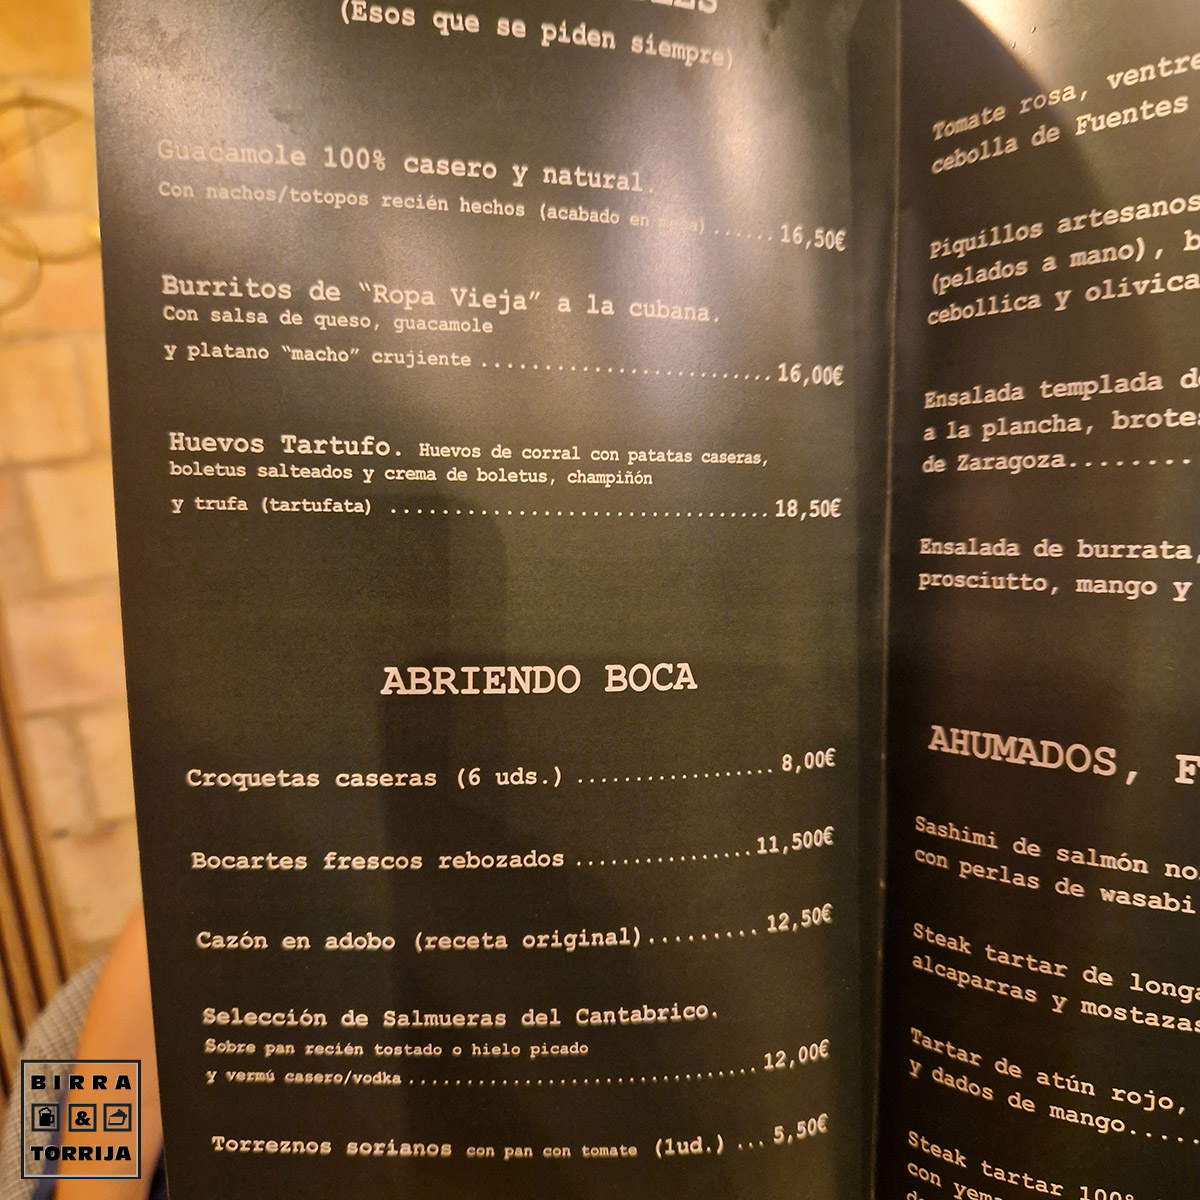 (Esos que se piden siempre)
Guacamole 100% casero y natural.
Con nachos/totopos recién hechos (acabado en mesa)......16,50€
Burritos de “Ropa Vieja” a la cubana.
Con salsa de queso, guacamole
y platano “macho” crujiente..........................16,00€
Huevos Tartufo. Huevos de corral con patatas caseras,
boletus salteados y crema de boletus, champiñón
y trufa (tartufata) ..................................18,50€
ABRIENDO BOCA
Croquetas caseras (6 uds.) ..................8,00€
Bocartes frescos rebozados ................11,500€
Cazón en adobo (receta original).........12,50€
Selección de Salmueras del Cantabrico.
Sobre pan recién tostado o hielo picado
y vermú casero/vodka................................12,00€
Torreznos sorianos con pan con tomate (1ud.) ...5,50€
Tomate rosa,
cebolla de Fuentes
Piquillos artesanos
(pelados a mano),
cebollica y
Ensalada templada
a la plancha,
de Zaragoza.........
Ensalada de burrata,
prosciutto, mango y
AHUMADOS,
Sashimi de salmón
con perlas de wasabi
Steak tartar de
alcaparras y mostazas
Tartar de atún rojo,
y dados de mango.....
Steak tartar 100%
con
BIRRA
&
TORRIJA